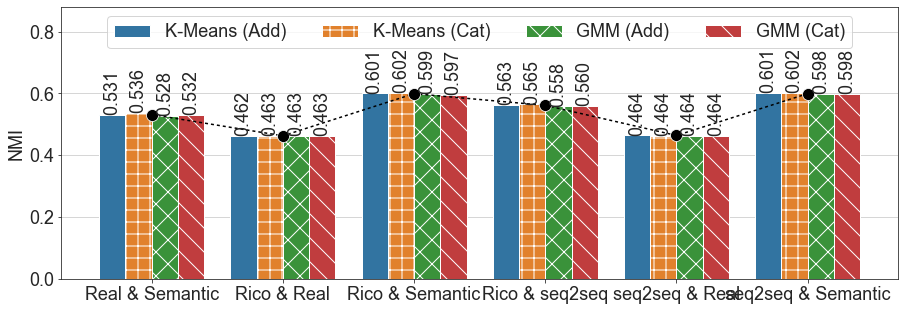 K-Means (Add) K-Means (Cat) GMM (Add) GMM (Cat)
NMI
0.8
0.6
0.4
0.2
0.0
0.531 0.536 0.528 0.532
0.462 0.463 0.463 0.463
0.601 0.602 0.599 0.597
0.563 0.565 0.558 0.560
0.464 0.464 0.464 0.464
0.601 0.602 0.598 0.598
Real & Semantic Rico & Real Rico & Semantic Rico & seq2seq seq2seq & Real seq2seq & Semantic